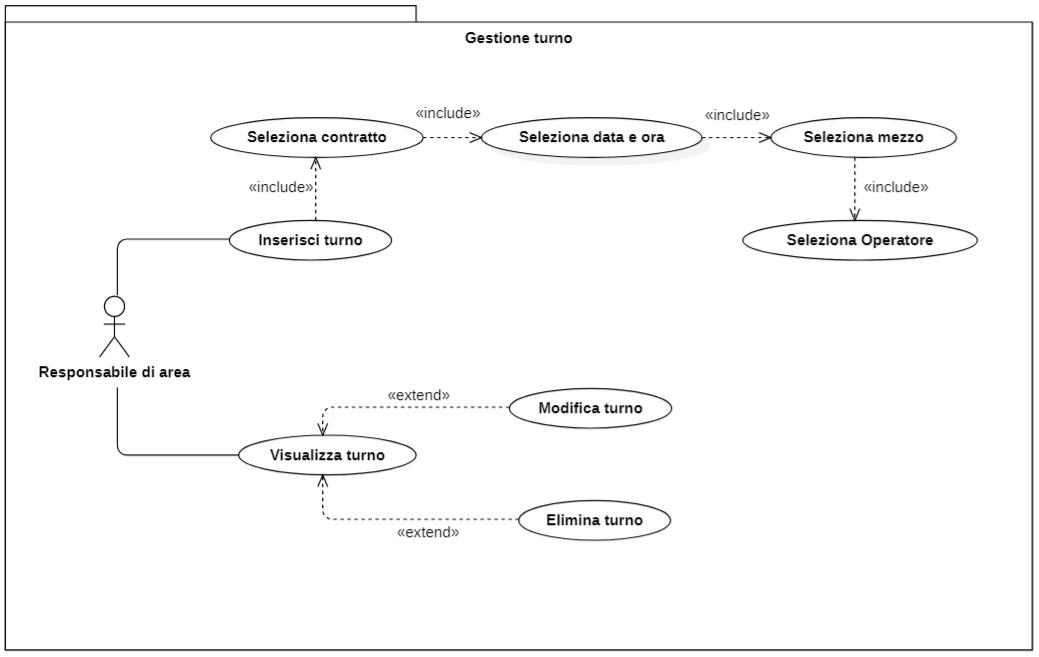 Gestione turno
«include»
«include»
Seleziona contratto
Seleziona data e ora
Seleziona mezzo
«include»
«include»
Inserisci turno
Seleziona Operatore
Responsabile di area
«extend»
Modifica turno
Visualizza turno
Elimina turno
«extend»